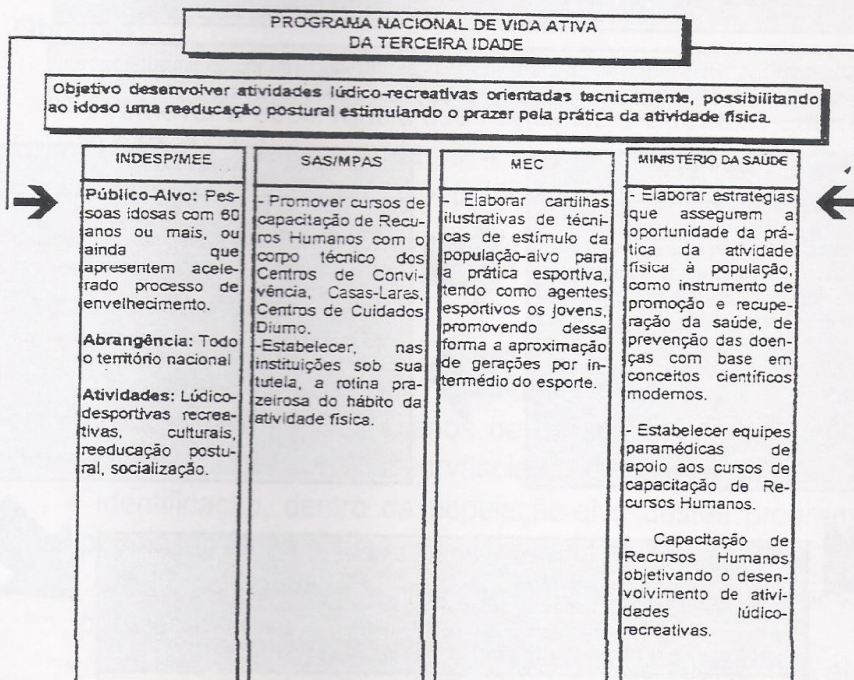 PROGRAMA NACIONAL DE VIDA ATIVA
DA TERCEIRA IDADE
Objetivo desenvolver atividades lúdico-recreativas orientadas tecnicamente, possibilitando
ao idoso uma reeducação postural estimulando o prazer pela prática da atividade física.
INDESP/MEE
Público-Alvo: Pes-
soas idosas com 60
anos ou mais, ou
ainda que
apresentem acele-
rado processo de
envelhecimento.
Abrangência: Todo
o território nacional
Atividades: Lúdico-
desportivas recrea-
tivas, culturais,
reeducação postu-
ral, socialização.
SAS/MPAS
- Promover cursos de
capacitação de Recu-
ros Humanos com o
corpo técnico dos
Centros de Convi-
vência, Casas-Lares,
Centros de Cuidados
Diurno.
-Estabelecer, nas
instituições sob sua
tutela, a rotina pra-
zeirosa do hábito da
atividade física.
MEC
- Elaborar cartilhas
ilustrativas de técni-
cas de estímulo da
população-alvo para
a prática esportiva,
tendo como agentes
esportivos os jovens,
promovendo dessa
forma a aproximação
de gerações por in-
termédio do esporte.
MINISTÉRIO DA SAUDE
- Elaborar estratégias
que assegurem a
oportunidade da prá-
tica da atividade
física à população,
como instrumento de
promoção e recupe-
ração da saúde, de
prevenção das doen-
ças com base em
conceitos científicos
modernos.
- Estabelecer equipes
paramédicas de
apoio aos cursos de
capacitação de Re-
cursos Humanos.
- Capacitação de
Recursos Humanos
objetivando o desen-
volvimento de ativi-
dades lúdico-
recreativas.